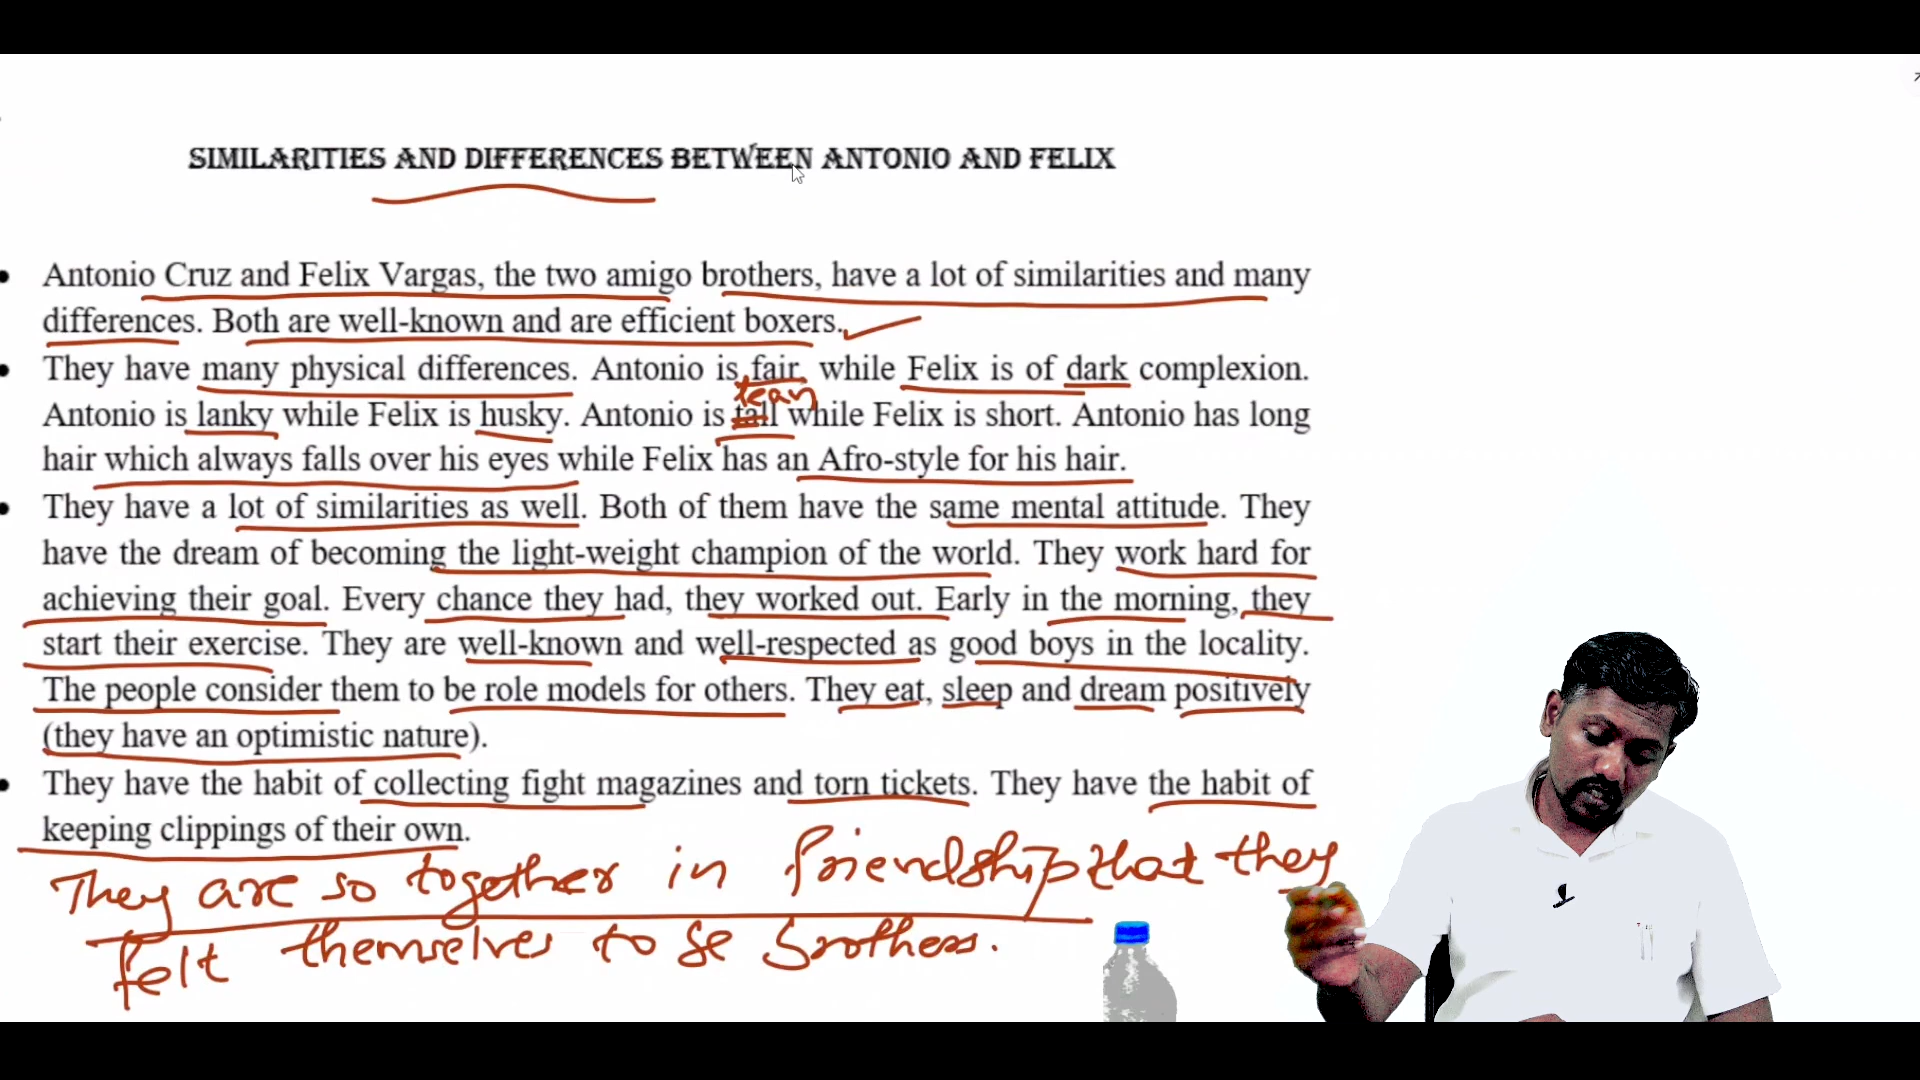 SIMILARITIES AND DIFFERENCES BETWEEN ANTONIO AND FELIX
• Antonio Cruz and Felix Vargas, the two amigo brothers, have a lot of similarities and many
differences. Both are well-known and are efficient boxers.
• They have many physical differences. Antonio is fair, while Felix is of dark complexion.
lean
Antonio is lanky while Felix is husky. Antonio is tall while Felix is short. Antonio has long
hair which always falls over his eyes while Felix has an Afro-style for his hair.
• They have a lot of similarities as well. Both of them have the same mental attitude. They
have the dream of becoming the light-weight champion of the world. They work hard for
achieving their goal. Every chance they had, they worked out. Early in the morning, they
start their exercise. They are well-known and well-respected as good boys in the locality.
The people consider them to be role models for others. They eat, sleep and dream positively
(they have an optimistic nature).
• They have the habit of collecting fight magazines and torn tickets. They have the habit of
keeping clippings of their own.
They are so together in friendship that they
felt themselves to be brothers.